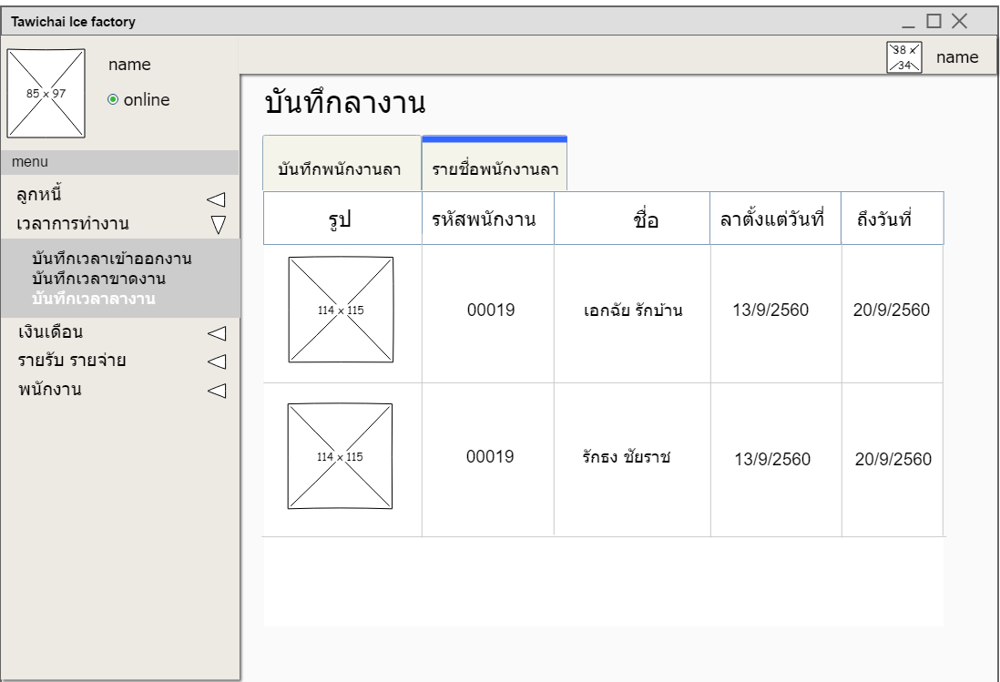 Tawichai Ice factory
38 x
34
name
85 x 97
name
online
menu
ลูกหนี้
เวลาการทำงาน
บันทึกเวลาเข้าออกงาน
บันทึกเวลาขาดงาน
บันทึกเวลาลางาน
เงินเดือน
รายรับ รายจ่าย
พนักงาน
บันทึกลางาน
บันทึกพนักงานลา รายชื่อพนักงานลา
รูป รหัสพนักงาน ชื่อ ลาตั้งแต่วันที่ ถึงวันที่
114 x 115 00019 เอกฉัย รักบ้าน 13/9/2560 20/9/2560
114 x 115 00019 รักธง ชัยราช 13/9/2560 20/9/2560